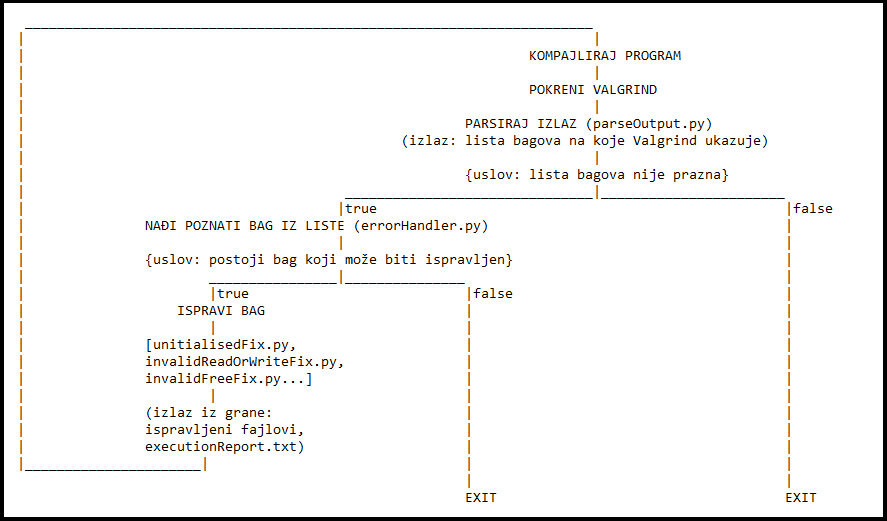 KOMPAJLIRAJ PROGRAM
POKRENI VALGRIND
PARSIRAJ IZLAZ (parseOutput.py)
(izlaz: lista bagova na koje Valgrind ukazuje)
{uslov: lista bagova nije prazna}
true
false
NAĐI POZNATI BAG IZ LISTE (errorHandler.py)
{uslov: postoji bag koji može biti ispravljen}
true
false
ISPRAVI BAG
[unitialisedFix.py,
invalidReadOrWriteFix.py,
invalidFreeFix.py...]
(izlaz iz grane:
ispravljeni fajlovi,
executionReport.txt)
EXIT
EXIT